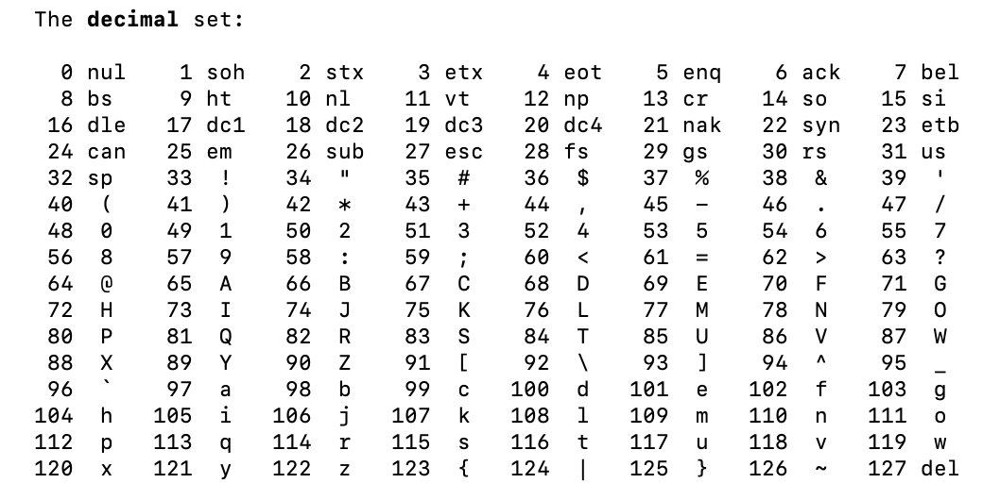 The decimal set:
0 nul 1 soh 2 stx 3 etx 4 eot 5 enq 6 ack 7 bel
8 bs 9 ht 10 nl 11 vt 12 np 13 cr 14 so 15 si
16 dle 17 dc1 18 dc2 19 dc3 20 dc4 21 nak 22 syn 23 etb
24 can 25 em 26 sub 27 esc 28 fs 29 gs 30 rs 31 us
32 sp 33 ! 34 " 35 # 36 $ 37 % 38 & 39 '
40 ( 41 ) 42 * 43 + 44 , 45 - 46 . 47 /
48 0 49 1 50 2 51 3 52 4 53 5 54 6 55 7
56 8 57 9 58 : 59 ; 60 < 61 = 62 > 63 ?
64 @ 65 A 66 B 67 C 68 D 69 E 70 F 71 G
72 H 73 I 74 J 75 K 76 L 77 M 78 N 79 O
80 P 81 Q 82 R 83 S 84 T 85 U 86 V 87 W
88 X 89 Y 90 Z 91 [ 92 \ 93 ] 94 ^ 95 _
96 ` 97 a 98 b 99 c 100 d 101 e 102 f 103 g
104 h 105 i 106 j 107 k 108 l 109 m 110 n 111 o
112 p 113 q 114 r 115 s 116 t 117 u 118 v 119 w
120 x 121 y 122 z 123 { 124 | 125 } 126 ~ 127 del